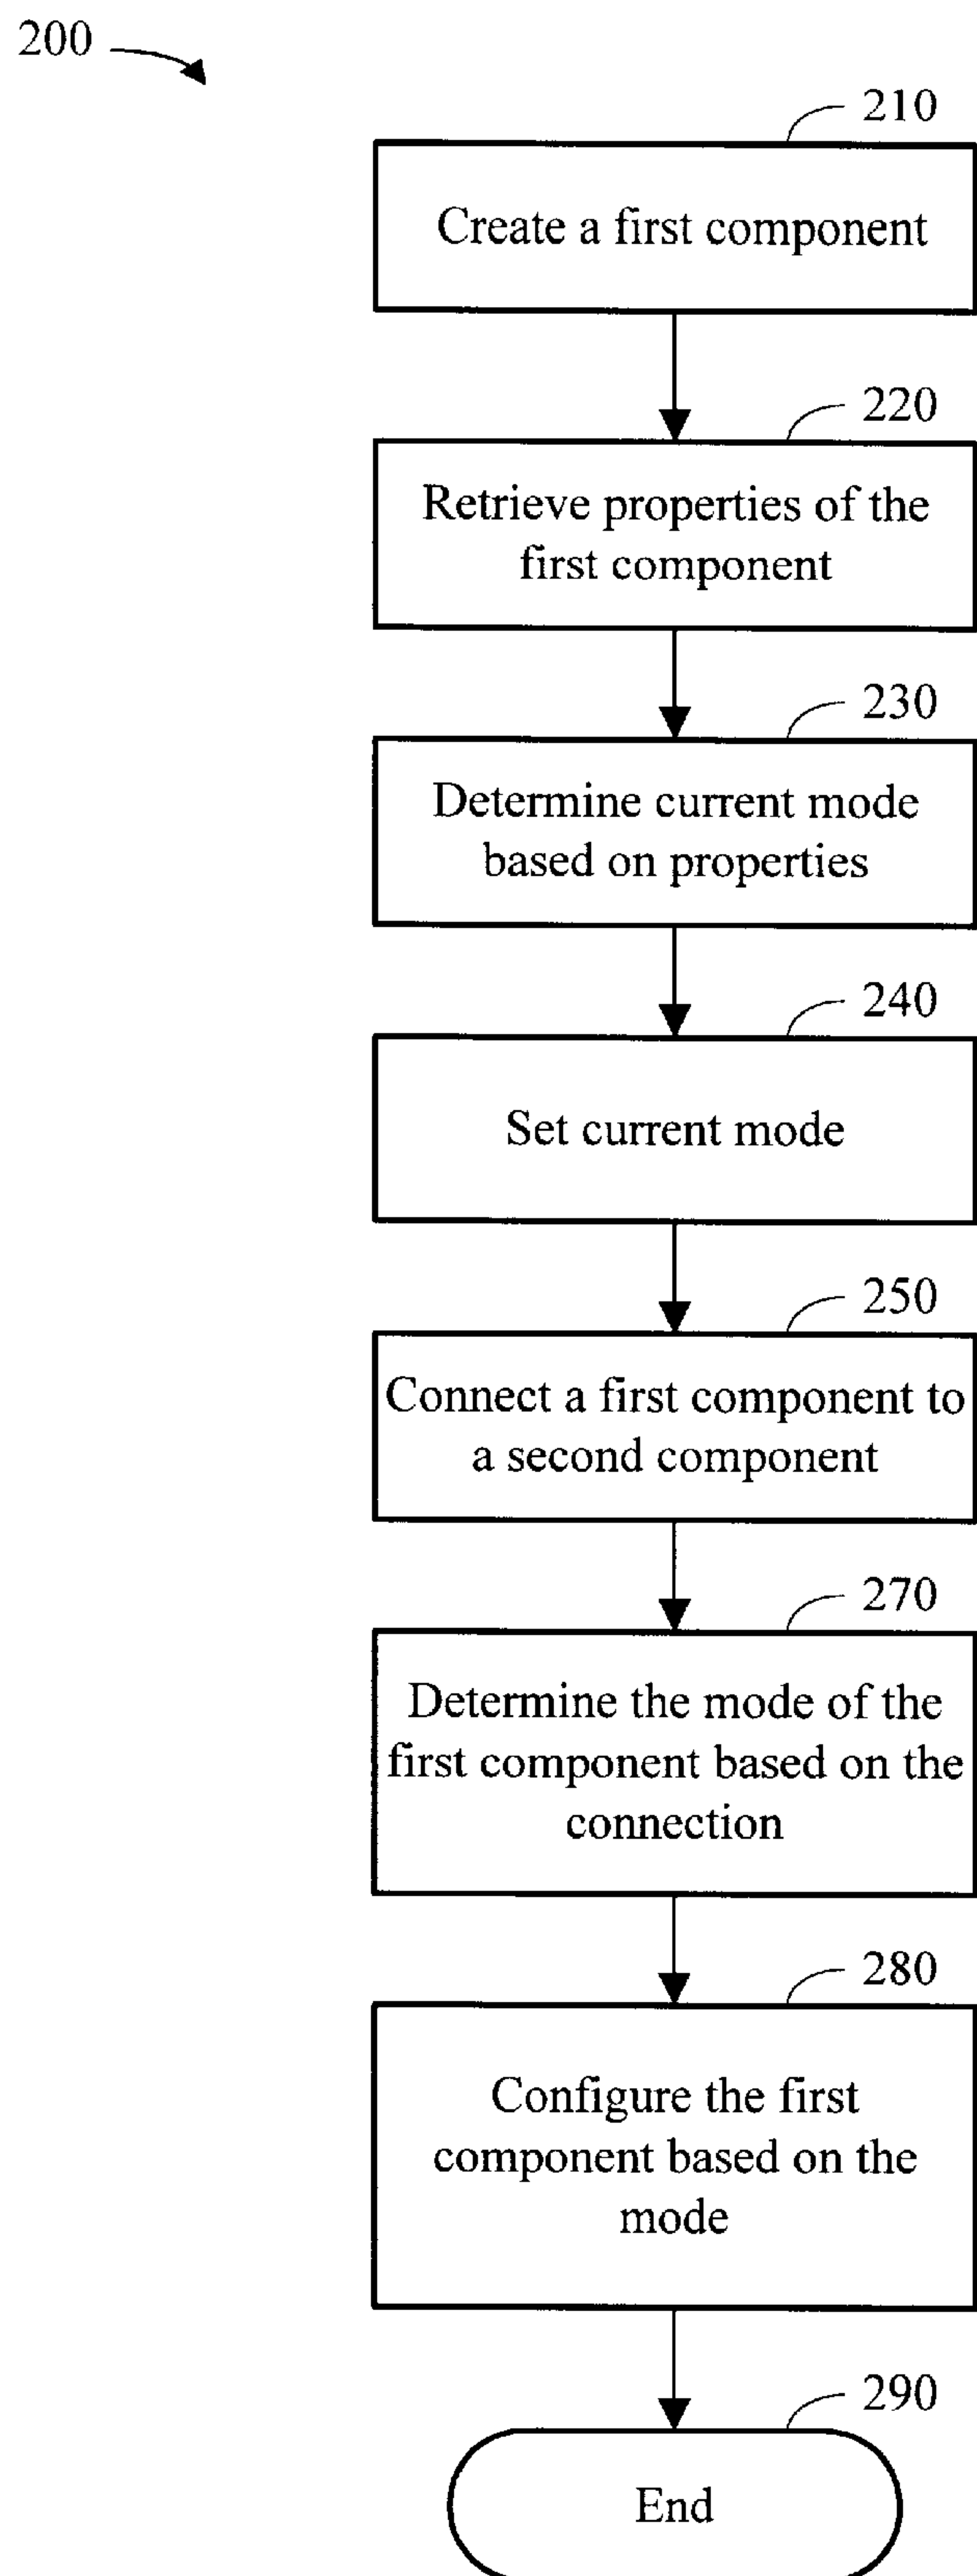 200
210
Create a first component
220
Retrieve properties of the
first component
230
Determine current mode
based on properties
240
Set current mode
250
Connect a first component to
a second component
270
Determine the mode of the
first component based on the
connection
280
Configure the first
component based on the
mode
290
End